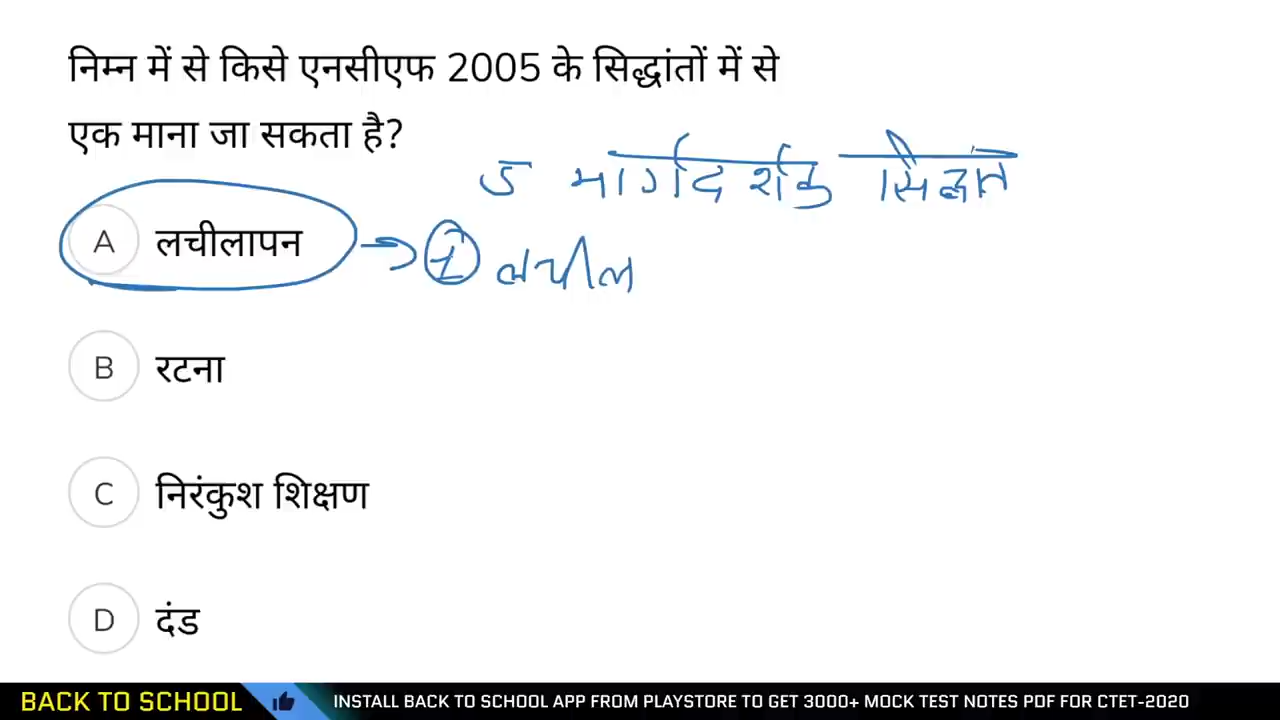 निम्न में से किसे एनसीएफ 2005 के सिद्धांतों में से
एक माना जा सकता है?
5 मार्गदर्शक सिद्धांत
A लचीलापन
1 लचील
B रटना
C निरंकुश शिक्षण
D दंड
BACK TO SCHOOL
INSTALL BACK TO SCHOOL APP FROM PLAYSTORE TO GET 3000+ MOCK TEST NOTES PDF FOR CTET-2020